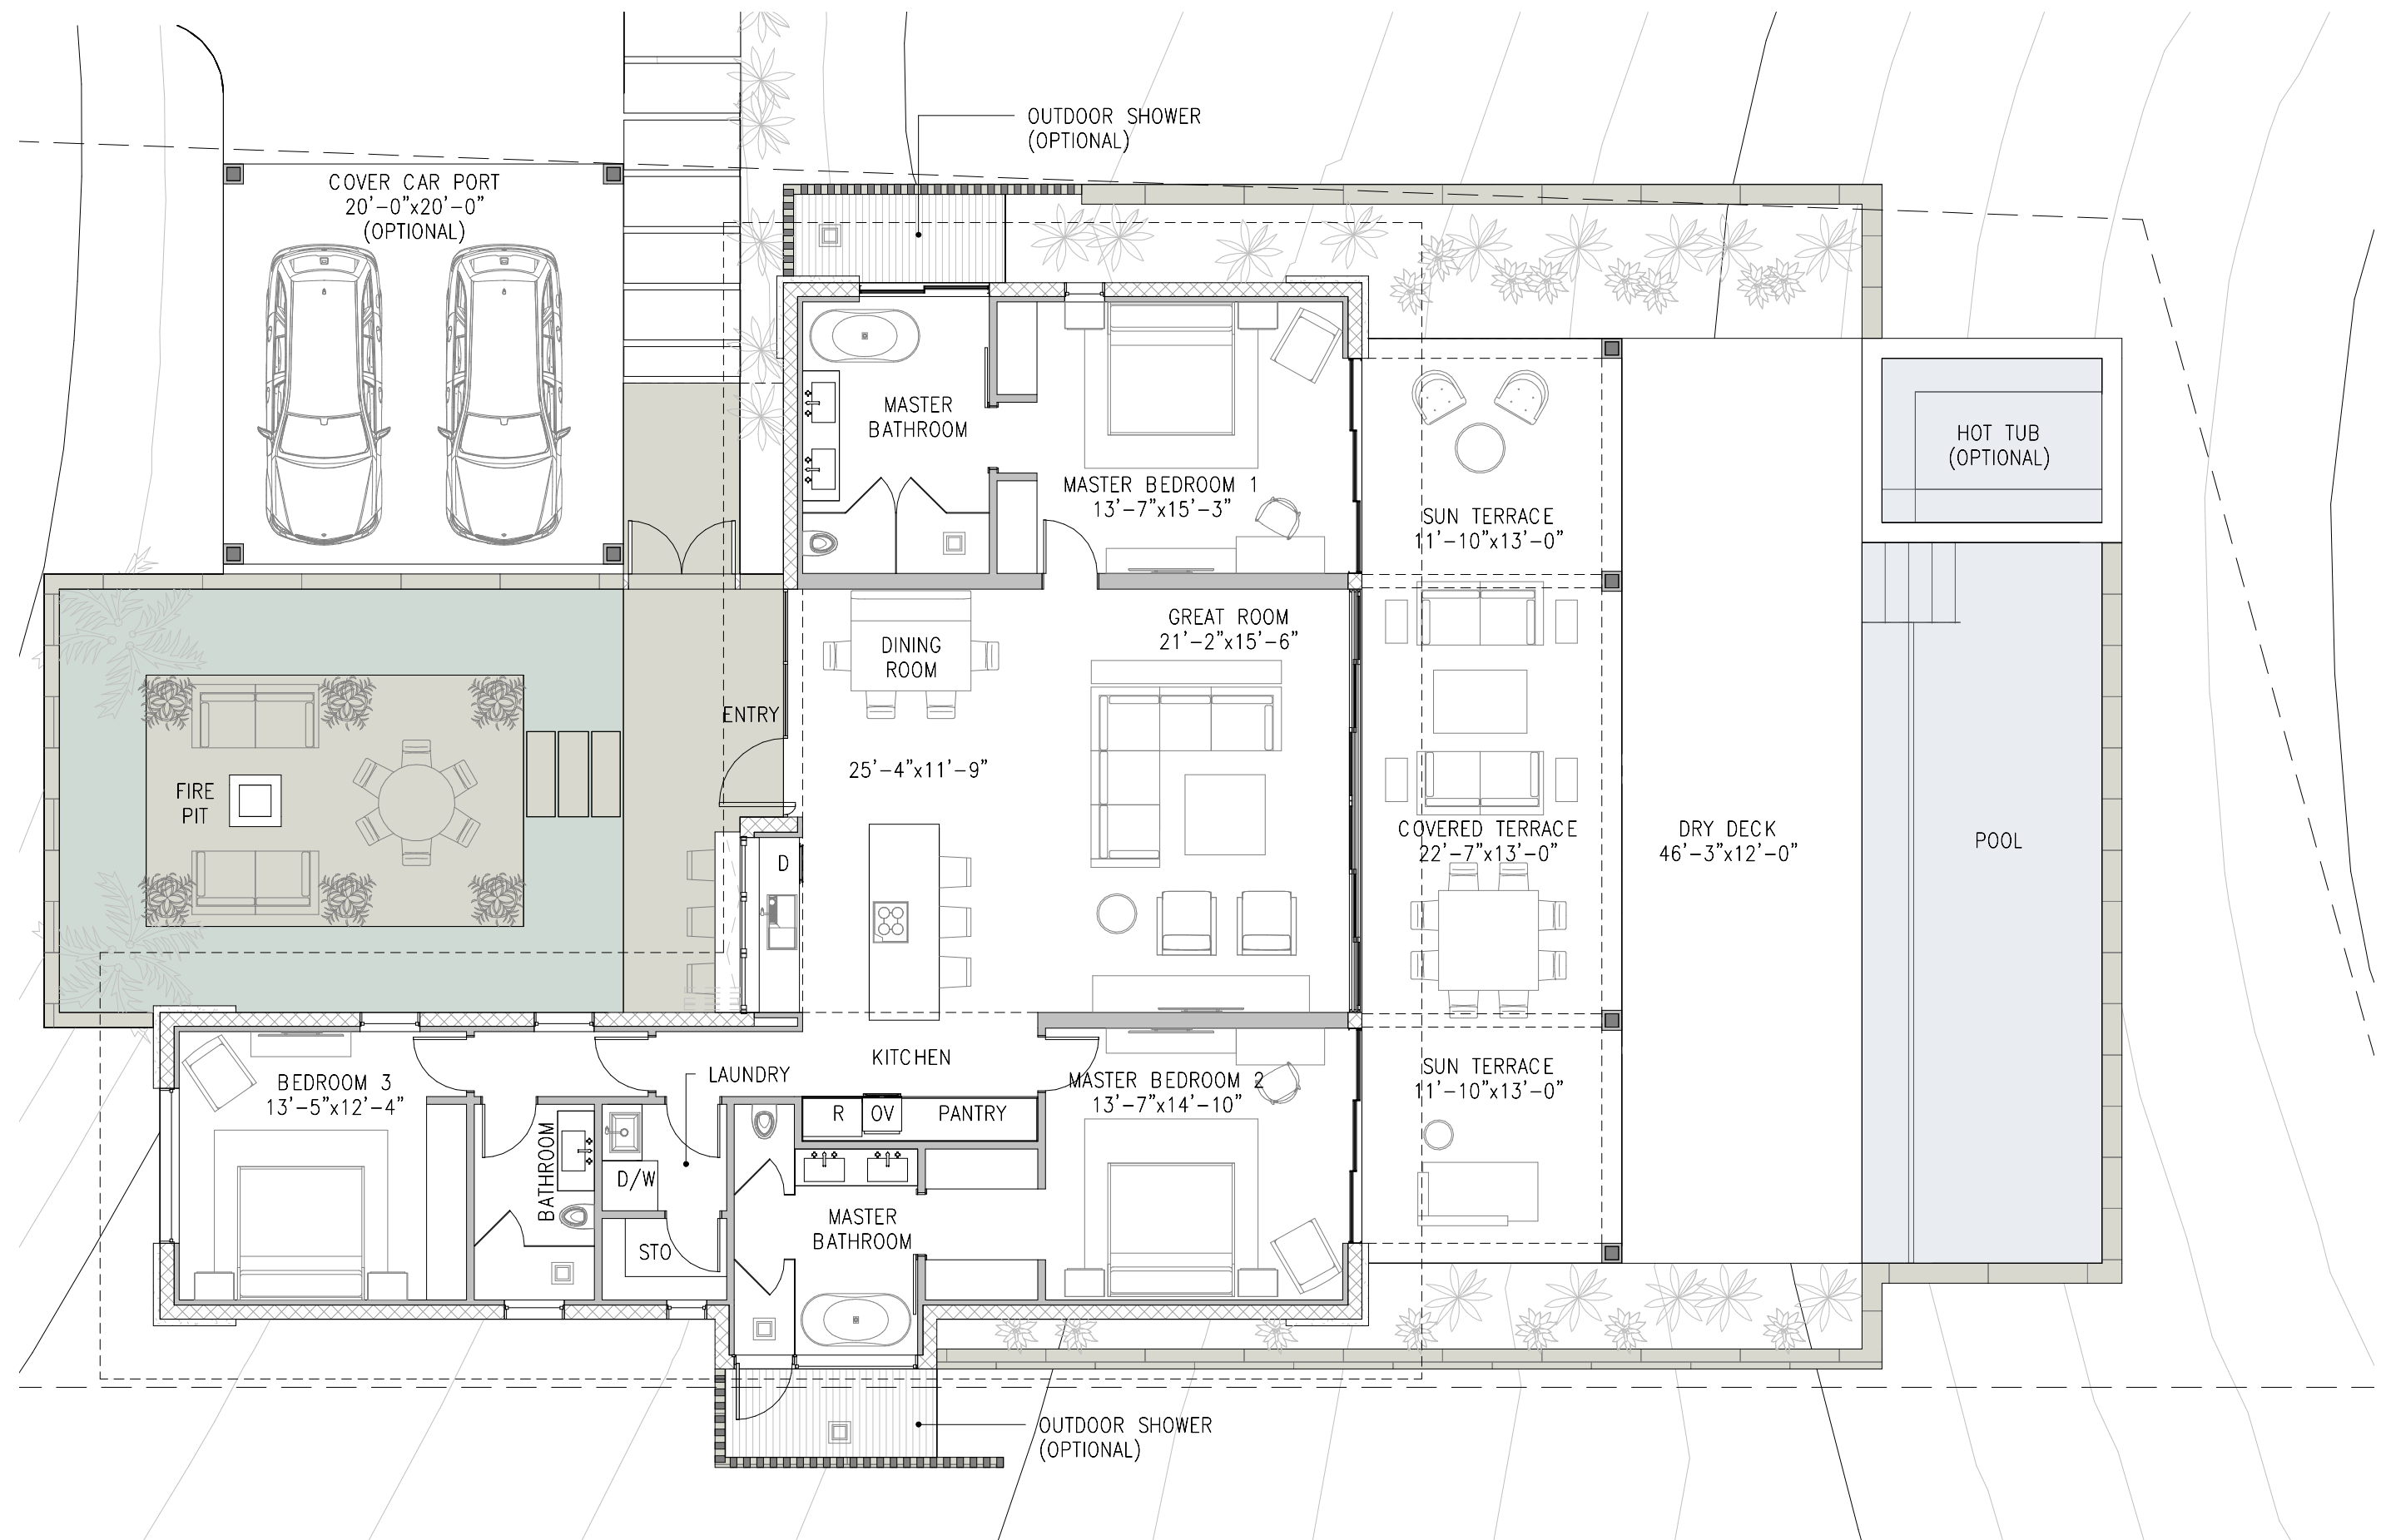 OUTDOOR SHOWER
(OPTIONAL)
COVER CAR PORT
20'-0"x20'-0"
(OPTIONAL)
MASTER
BATHROOM
MASTER BEDROOM 1
13'-7"x15'-3"
SUN TERRACE
11'-10"x13'-0"
HOT TUB
(OPTIONAL)
GREAT ROOM
21'-2"x15'-6"
DINING
ROOM
ENTRY
25'-4"x11'-9"
FIRE
PIT
D
COVERED TERRACE
22'-7"x13'-0"
DRY DECK
46'-3"x12'-0"
POOL
KITCHEN
LAUNDRY
BEDROOM 3
13'-5"x12'-4"
MASTER BEDROOM 2
13'-7"x14'-10"
SUN TERRACE
11'-10"x13'-0"
R
OV
PANTRY
BATHROOM
D/W
STO
MASTER
BATHROOM
OUTDOOR SHOWER
(OPTIONAL)